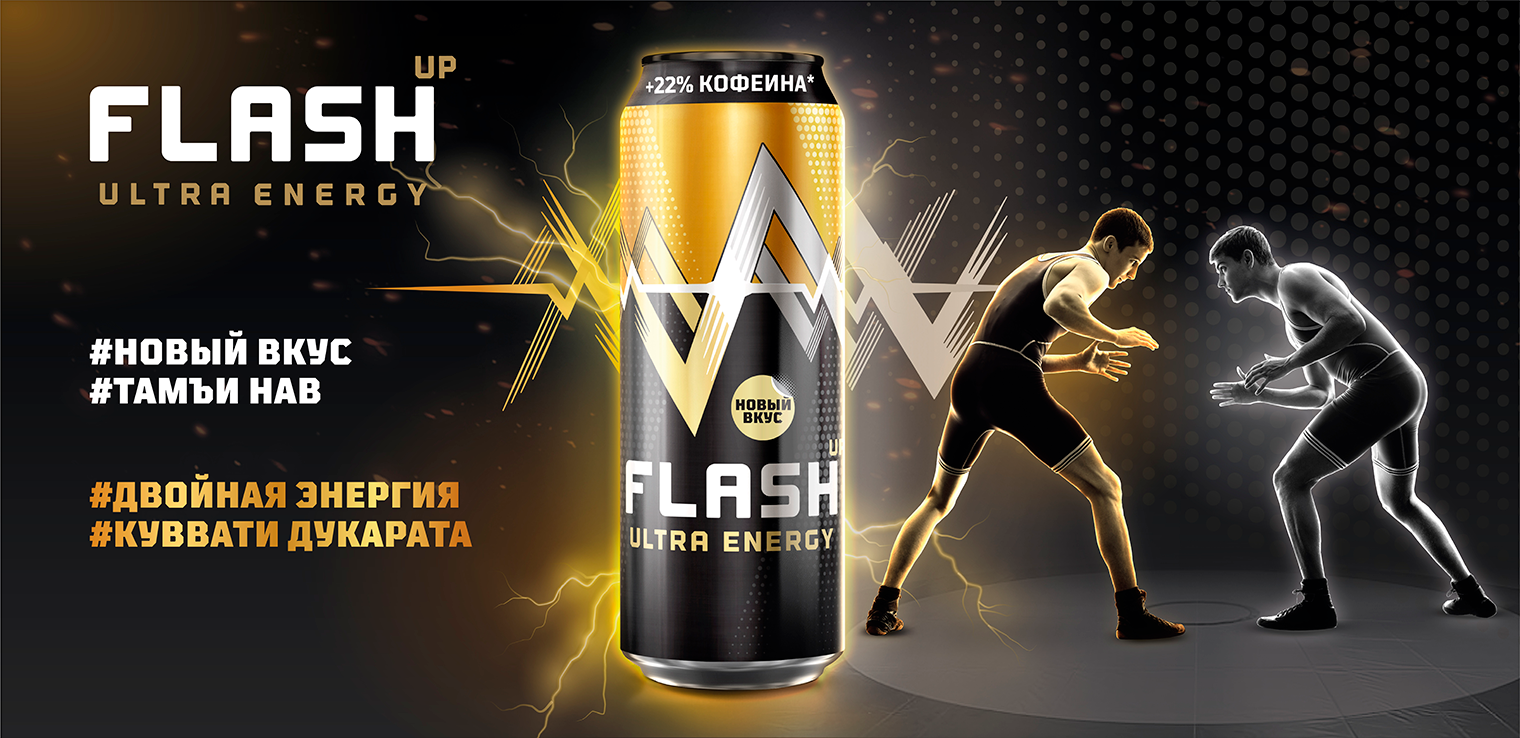 UP
FLASH
ULTRA ENERGY
#НОВЫЙ ВКУС
#ТАМЪИ НАВ
#ДВОЙНАЯ ЭНЕРГИЯ
#КУВВАТИ ДУКАРАТА
+22% КОФЕИНА*
НОВЫЙ
ВКУС
UP
FLASH
ULTRA ENERGY